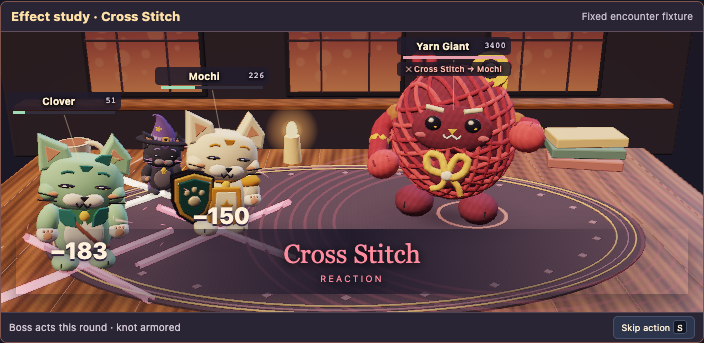 Effect study · Cross Stitch
Fixed encounter fixture
Yarn Giant 3400
× Cross Stitch → Mochi
Mochi 226
Clover 51
–150
–183
Cross Stitch
REACTION
Boss acts this round · knot armored
Skip action S